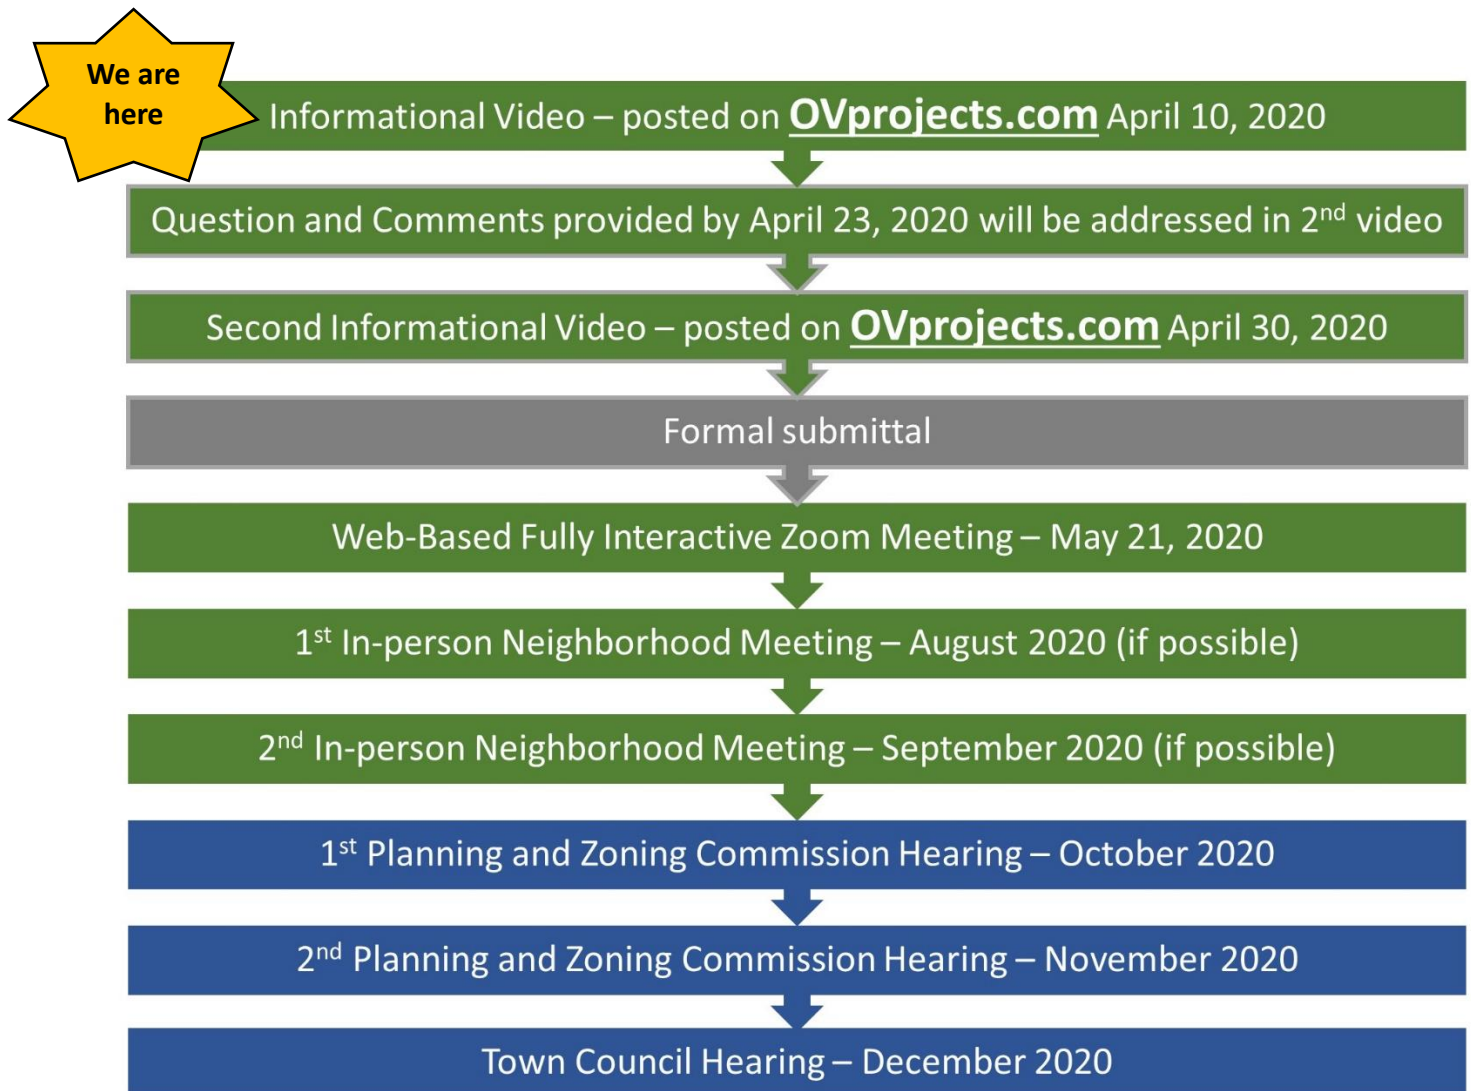 We are
here
Informational Video – posted on OVprojects.com April 10, 2020
Question and Comments provided by April 23, 2020 will be addressed in 2nd video
Second Informational Video – posted on OVprojects.com April 30, 2020
Formal submittal
Web-Based Fully Interactive Zoom Meeting – May 21, 2020
1st In-person Neighborhood Meeting – August 2020 (if possible)
2nd In-person Neighborhood Meeting – September 2020 (if possible)
1st Planning and Zoning Commission Hearing – October 2020
2nd Planning and Zoning Commission Hearing – November 2020
Town Council Hearing – December 2020